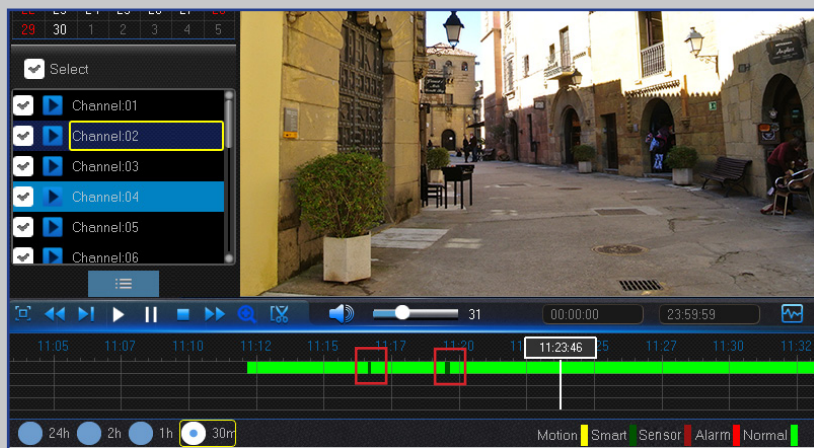 29 30 1 2 3 4 5
Select
Channel:01
Channel:02
Channel:03
Channel:04
Channel:05
Channel:06
31 00:00:00 23:59:59
11:05 11:07 11:10 11:12 11:15 11:17 11:20 11:23:46 25 11:27 11:30 11:32
24h 2h 1h 30m Motion Smart Sensor Alarm Normal